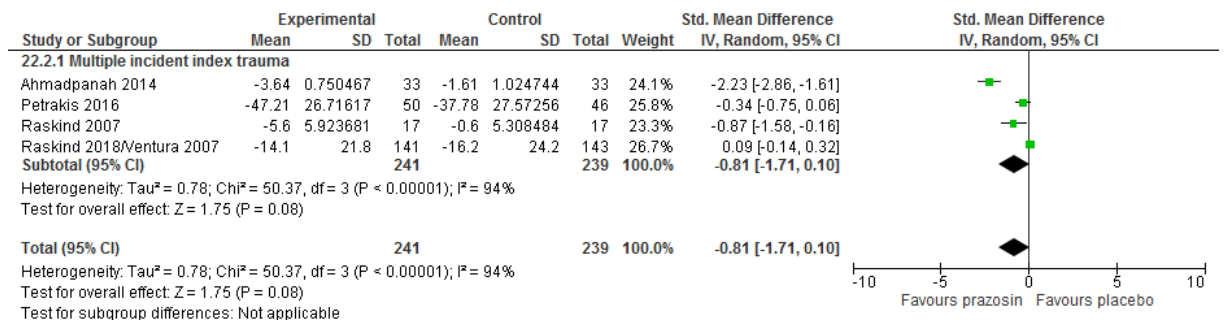 Experimental Control Std. Mean Difference Std. Mean Difference
Study or Subgroup Mean SD Total Mean SD Total Weight IV, Random, 95% CI IV, Random, 95% CI
22.2.1 Multiple incident index trauma
Ahmadpanah 2014 -3.64 0.750467 33 -1.61 1.024744 33 24.1% -2.23 [-2.86, -1.61]
Petrakis 2016 -47.21 26.71617 50 -37.78 27.57256 46 25.8% -0.34 [-0.75, 0.06]
Raskind 2007 -5.6 5.923681 17 -0.6 5.308484 17 23.3% -0.87 [-1.58, -0.16]
Raskind 2018/Ventura 2007 -14.1 21.8 141 -16.2 24.2 143 26.7% 0.09 [-0.14, 0.32]
Subtotal (95% CI) 241 239 100.0% -0.81 [-1.71, 0.10]
Heterogeneity: Tau² = 0.78; Chi² = 50.37, df = 3 (P < 0.00001); I² = 94%
Test for overall effect: Z = 1.75 (P = 0.08)
Total (95% CI) 241 239 100.0% -0.81 [-1.71, 0.10]
Heterogeneity: Tau² = 0.78; Chi² = 50.37, df = 3 (P < 0.00001); I² = 94%
Test for overall effect: Z = 1.75 (P = 0.08)
Test for subgroup differences: Not applicable
-10 -5 0 5 10
Favours prazosin Favours placebo